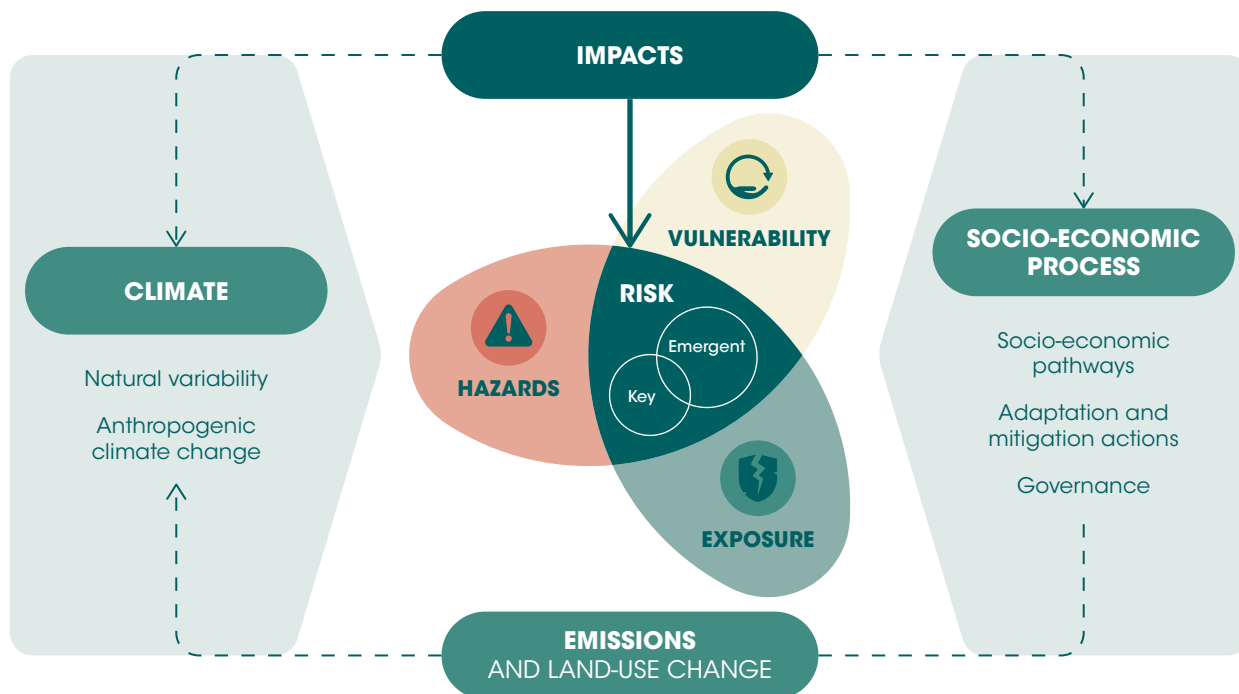 IMPACTS
VULNERABILITY
SOCIO-ECONOMIC
PROCESS
CLIMATE
RISK
Emergent
Key
HAZARDS
Natural variability
Anthropogenic
climate change
Socio-economic
pathways
Adaptation and
mitigation actions
Governance
EXPOSURE
EMISSIONS
AND LAND-USE CHANGE